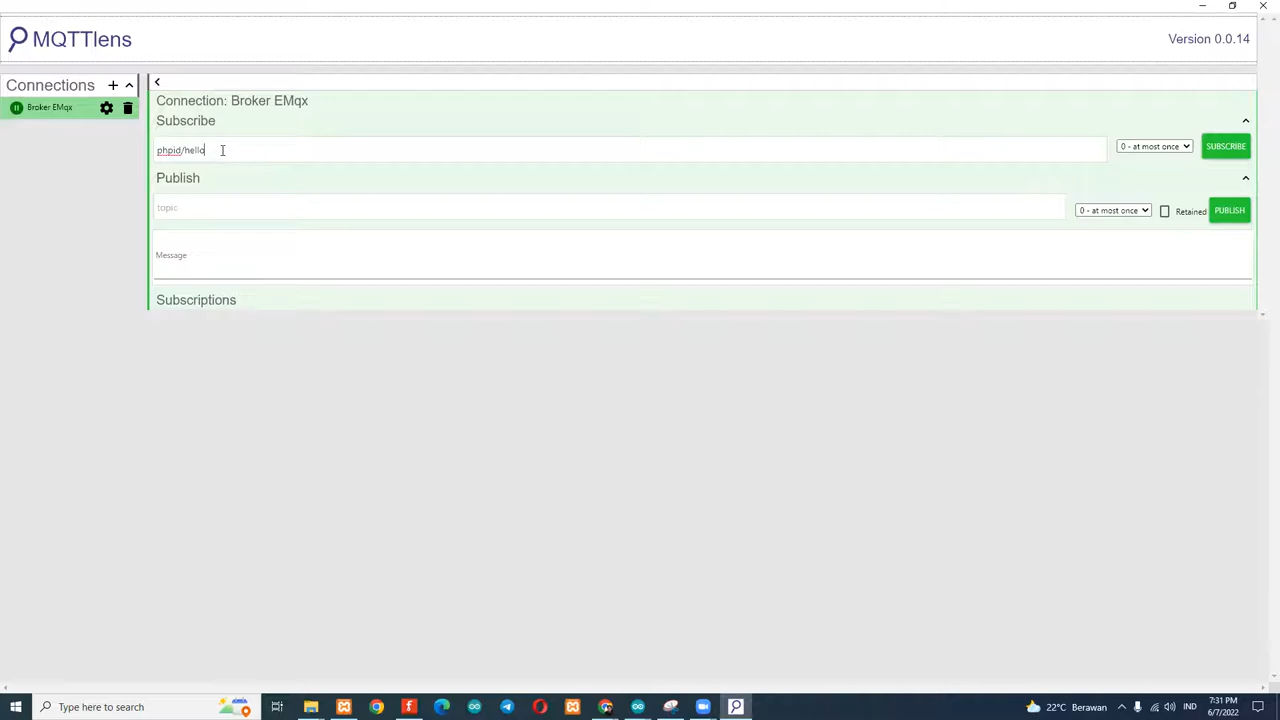 MQTTlens
Version 0.0.14
Connections
Broker EMqx
Connection: Broker EMqx
Subscribe
phpid/hello
0 - at most once
SUBSCRIBE
Publish
topic
0 - at most once
Retained
PUBLISH
Message
Subscriptions
Type here to search
22°C Berawan
IND
7:31 PM
6/7/2022